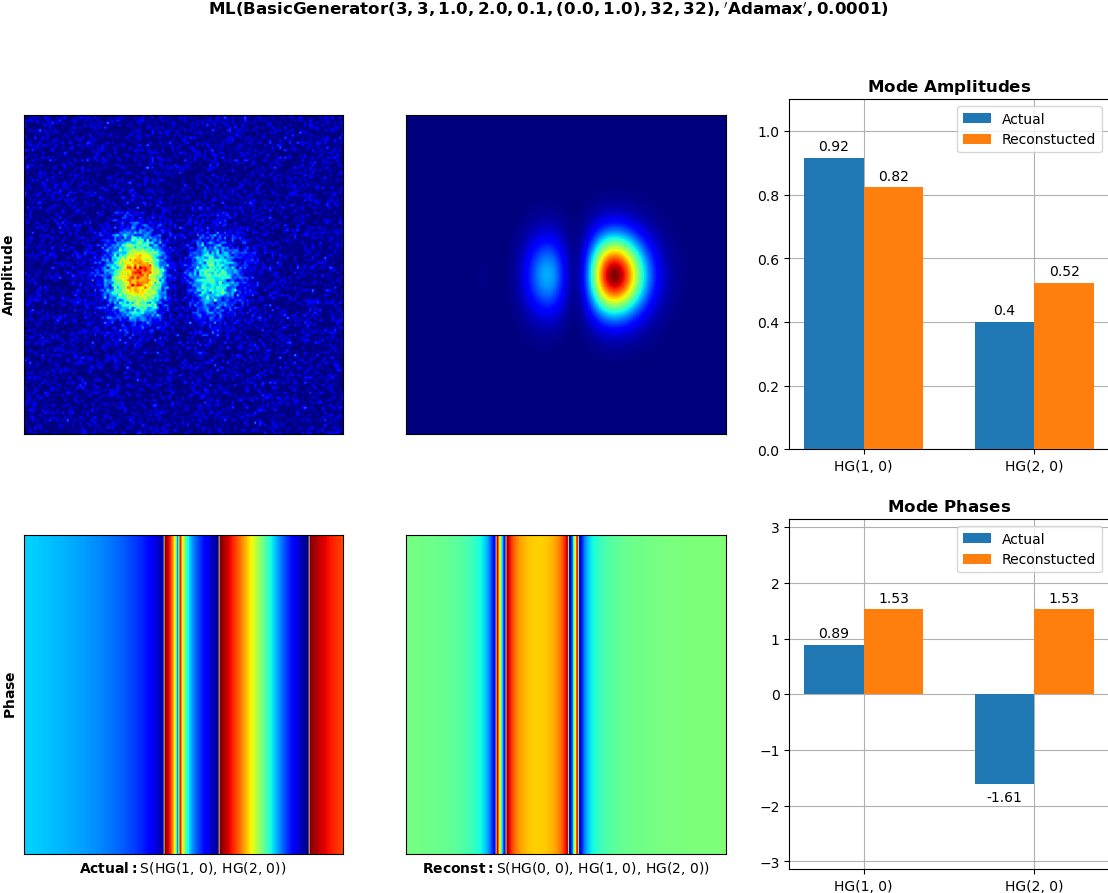 ML(BasicGenerator(3, 3, 1.0, 2.0, 0.1, (0.0, 1.0), 32, 32), ′Adamax′, 0.0001)
Amplitude
Mode Amplitudes
Actual
Reconstucted
1.0
0.8
0.6
0.4
0.2
0.0
0.92
0.82
0.4
0.52
HG(1, 0)
HG(2, 0)
Phase
Actual: S(HG(1, 0), HG(2, 0))
Reconst: S(HG(0, 0), HG(1, 0), HG(2, 0))
Mode Phases
Actual
Reconstucted
3
2
1
0
−1
−2
−3
0.89
1.53
-1.61
1.53
HG(1, 0)
HG(2, 0)